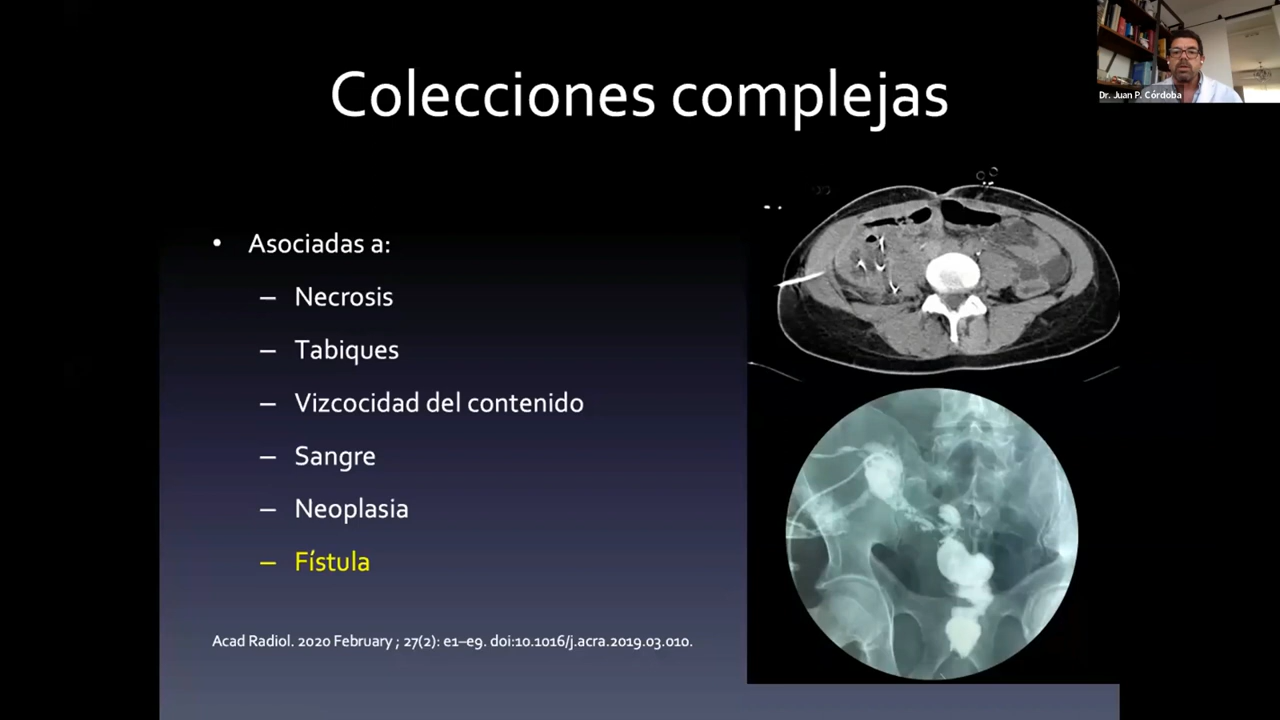 Colecciones complejas
Dr. Juan P. Córdoba
• Asociadas a:
– Necrosis
– Tabiques
– Vizcocidad del contenido
– Sangre
– Neoplasia
– Fístula
Acad Radiol. 2020 February ; 27(2): e1–e9. doi:10.1016/j.acra.2019.03.010.